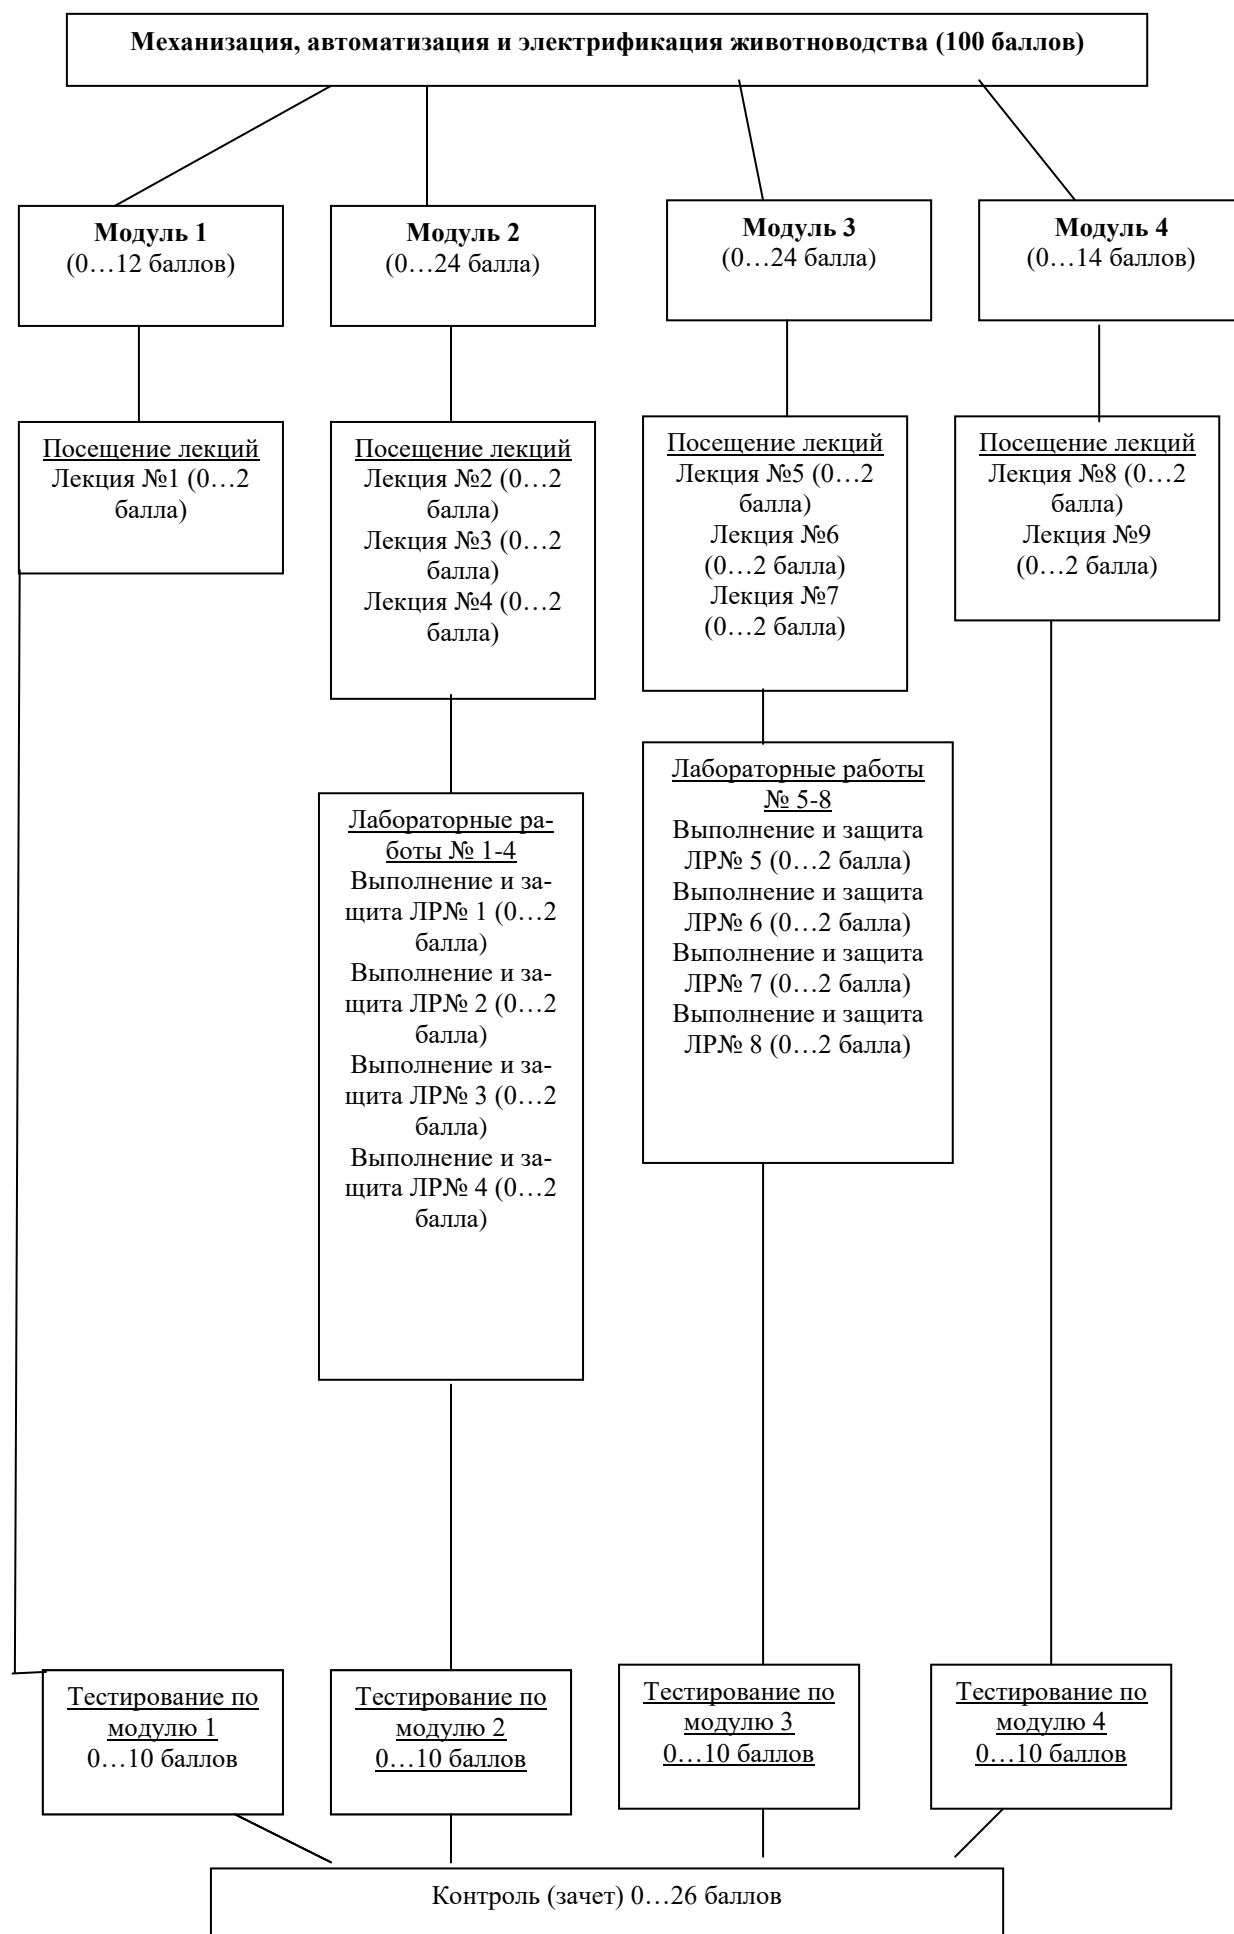 Механизация, автоматизация и электрификация животноводства (100 баллов)
Модуль 1
(0…12 баллов)
Модуль 2
(0…24 балла)
Модуль 3
(0…24 балла)
Модуль 4
(0…14 баллов)
Посещение лекций
Лекция №1 (0…2
балла)
Посещение лекций
Лекция №2 (0…2
балла)
Лекция №3 (0…2
балла)
Лекция №4 (0…2
балла)
Посещение лекций
Лекция №5 (0…2
балла)
Лекция №6
(0…2 балла)
Лекция №7
(0…2 балла)
Посещение лекций
Лекция №8 (0…2
балла)
Лекция №9
(0…2 балла)
Лабораторные ра-
боты № 1-4
Выполнение и за-
щита ЛР№ 1 (0…2
балла)
Выполнение и за-
щита ЛР№ 2 (0…2
балла)
Выполнение и за-
щита ЛР№ 3 (0…2
балла)
Выполнение и за-
щита ЛР№ 4 (0…2
балла)
Лабораторные работы
№ 5-8
Выполнение и защита
ЛР№ 5 (0…2 балла)
Выполнение и защита
ЛР№ 6 (0…2 балла)
Выполнение и защита
ЛР№ 7 (0…2 балла)
Выполнение и защита
ЛР№ 8 (0…2 балла)
Тестирование по
модулю 1
0…10 баллов
Тестирование по
модулю 2
0…10 баллов
Тестирование по
модулю 3
0…10 баллов
Тестирование по
модулю 4
0…10 баллов
Контроль (зачет) 0…26 баллов